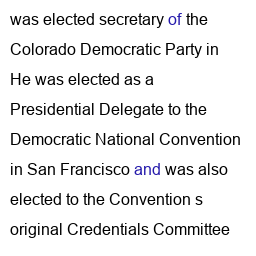 was elected secretary of the
Colorado Democratic Party in
He was elected as a
Presidential Delegate to the
Democratic National Convention
in San Francisco and was also
elected to the Convention s
original Credentials Committee